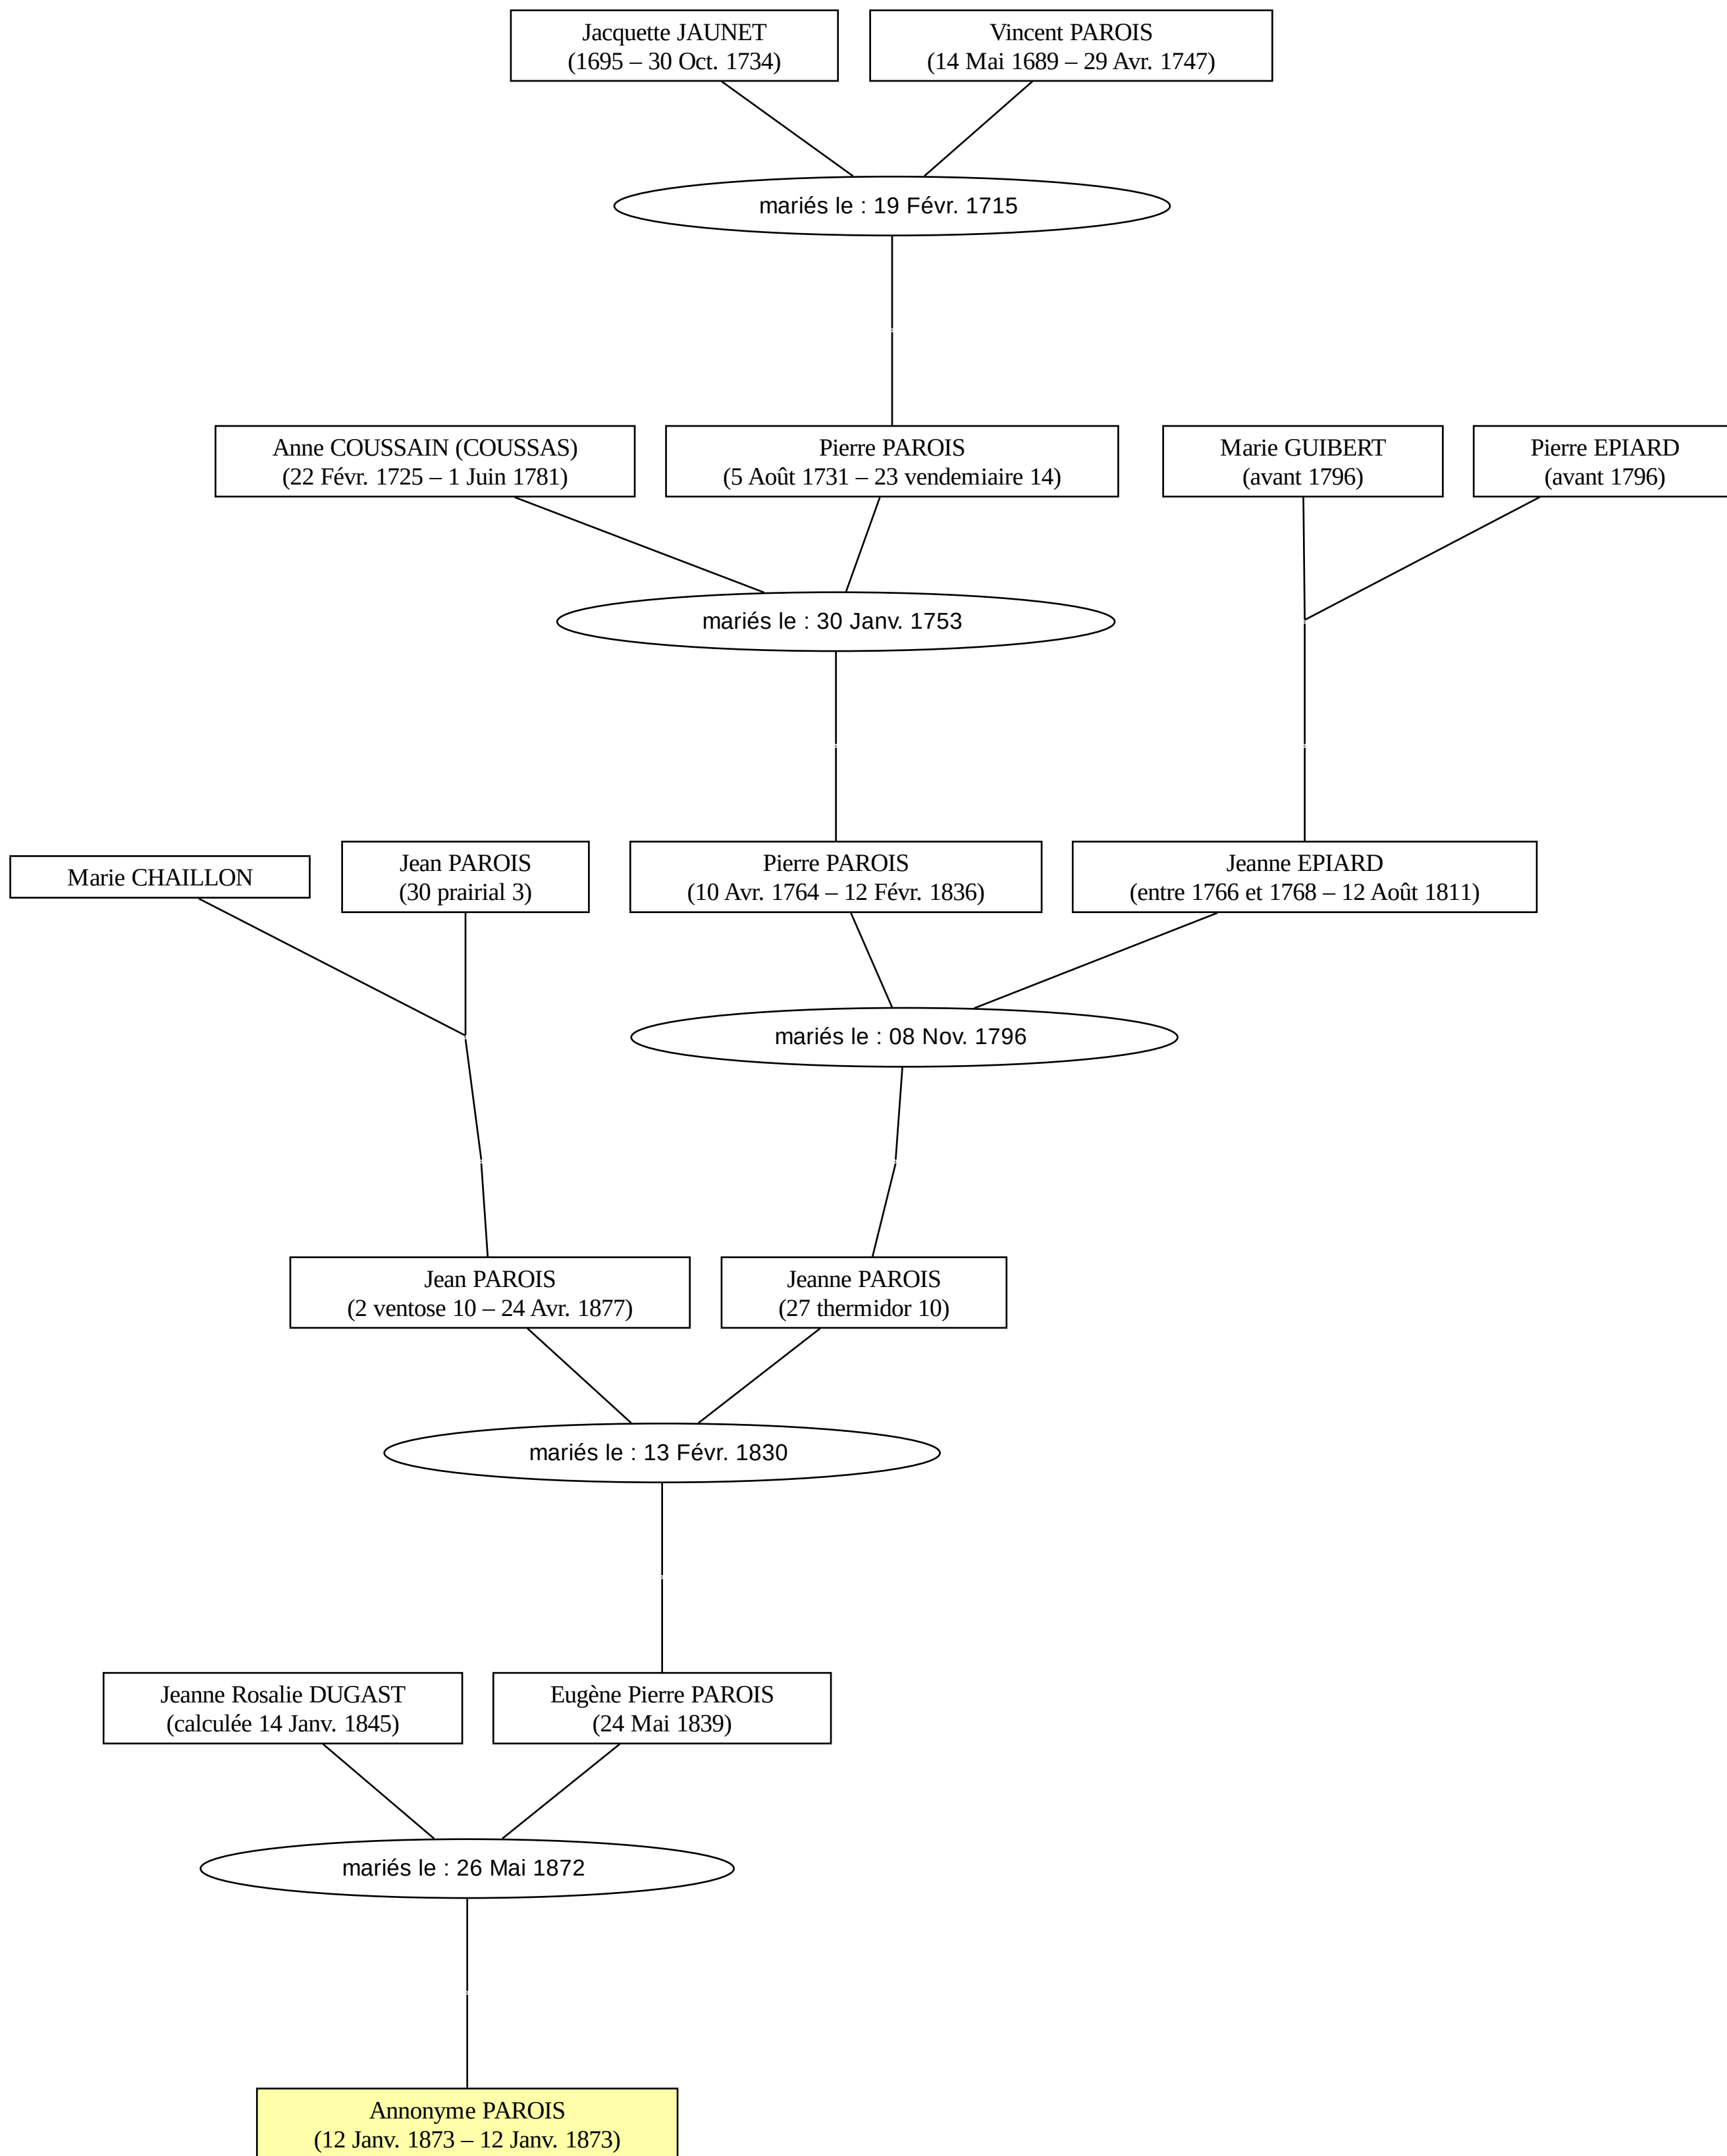 Jacquette JAUNET
(1695 – 30 Oct. 1734)
Vincent PAROIS
(14 Mai 1689 – 29 Avr. 1747)
mariés le : 19 Févr. 1715
Anne COUSSAIN (COUSSAS)
(22 Févr. 1725 – 1 Juin 1781)
Pierre PAROIS
(5 Août 1731 – 23 vendemiaire 14)
Marie GUIBERT
(avant 1796)
Pierre EPIARD
(avant 1796)
mariés le : 30 Janv. 1753
Marie CHAILLON
Jean PAROIS
(30 prairial 3)
Pierre PAROIS
(10 Avr. 1764 – 12 Févr. 1836)
Jeanne EPIARD
(entre 1766 et 1768 – 12 Août 1811)
mariés le : 08 Nov. 1796
Jean PAROIS
(2 ventose 10 – 24 Avr. 1877)
Jeanne PAROIS
(27 thermidor 10)
mariés le : 13 Févr. 1830
Jeanne Rosalie DUGAST
(calculée 14 Janv. 1845)
Eugène Pierre PAROIS
(24 Mai 1839)
mariés le : 26 Mai 1872
Annonyme PAROIS
(12 Janv. 1873 – 12 Janv. 1873)